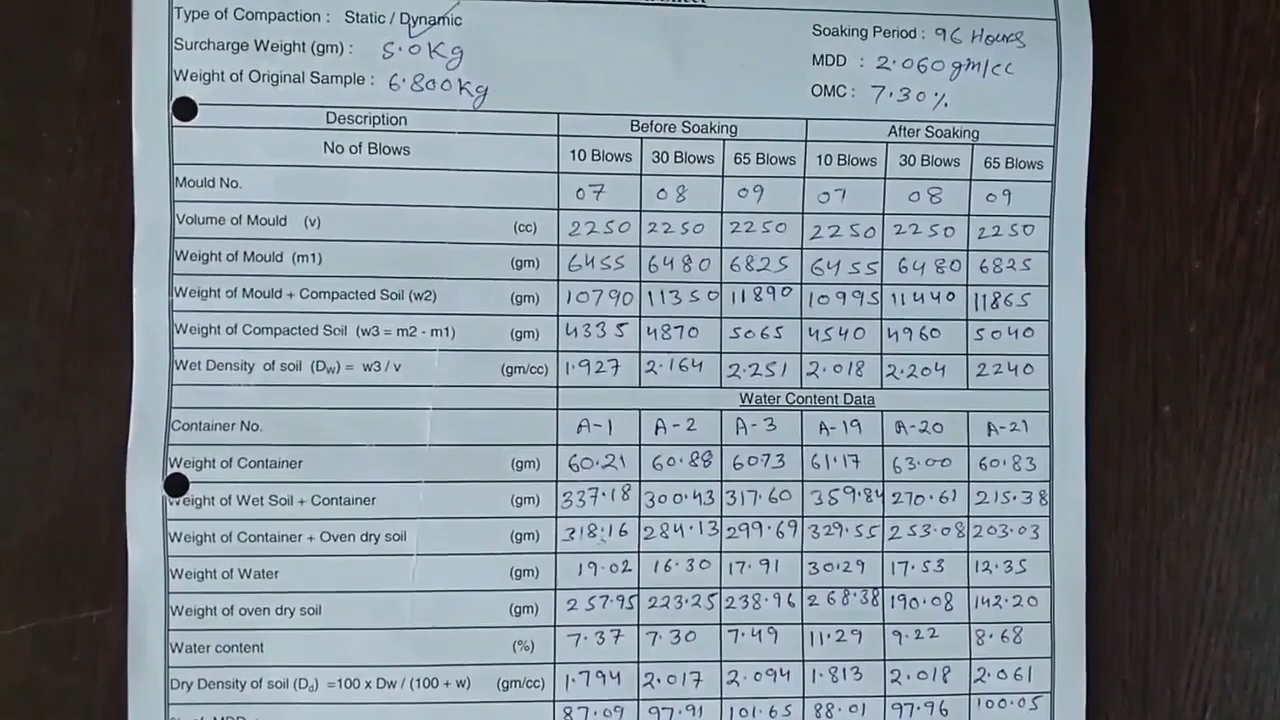 Type of Compaction : Static / Dynamic
Surcharge Weight (gm) : 5.0Kg
Weight of Original Sample : 6.800Kg
Soaking Period : 96 Hours
MDD : 2.060gm/cc
OMC : 7.30%
Description Before Soaking After Soaking
No of Blows 10 Blows 30 Blows 65 Blows 10 Blows 30 Blows 65 Blows
Mould No. 07 08 09 07 08 09
Volume of Mould (v) (cc) 2250 2250 2250 2250 2250 2250
Weight of Mould (m1) (gm) 6455 6480 6825 6455 6480 6825
Weight of Mould + Compacted Soil (w2) (gm) 10790 11350 11890 10995 11440 11865
Weight of Compacted Soil (w3 = m2 - m1) (gm) 4335 4870 5065 4540 4960 5040
Wet Density of soil (Dw) = w3 / v (gm/cc) 1.927 2.164 2.251 2.018 2.204 2240
Water Content Data
Container No. A-1 A-2 A-3 A-19 A-20 A-21
Weight of Container (gm) 60.21 60.88 6073 61.17 63.00 60.83
Weight of Wet Soil + Container (gm) 337.18 300.43 317.60 359.84 270.61 215.38
Weight of Container + Oven dry soil (gm) 318.16 284.13 299.69 329.55 253.08 203.03
Weight of Water (gm) 19.02 16.30 17.91 30.29 17.53 12.35
Weight of oven dry soil (gm) 257.95 223.25 238.96 268.38 190.08 142.20
Water content (%) 7.37 7.30 7.49 11.29 9.22 8.68
Dry Density of soil (Dd) =100 x Dw / (100 + w) (gm/cc) 1.794 2.017 2.094 1.813 2.018 2.061
87.09 97.91 101.65 88.01 97.96 100.05